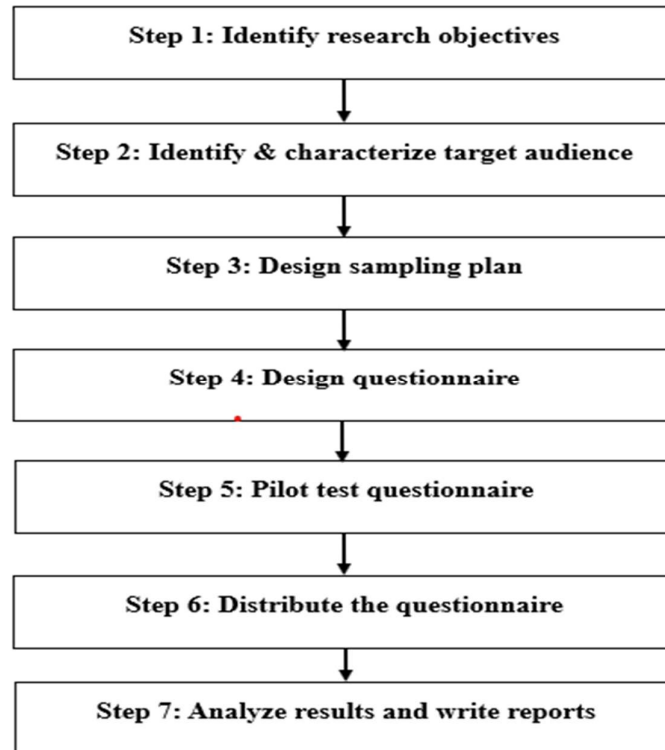 Step 1: Identify research objectives
Step 2: Identify & characterize target audience
Step 3: Design sampling plan
Step 4: Design questionnaire
Step 5: Pilot test questionnaire
Step 6: Distribute the questionnaire
Step 7: Analyze results and write reports